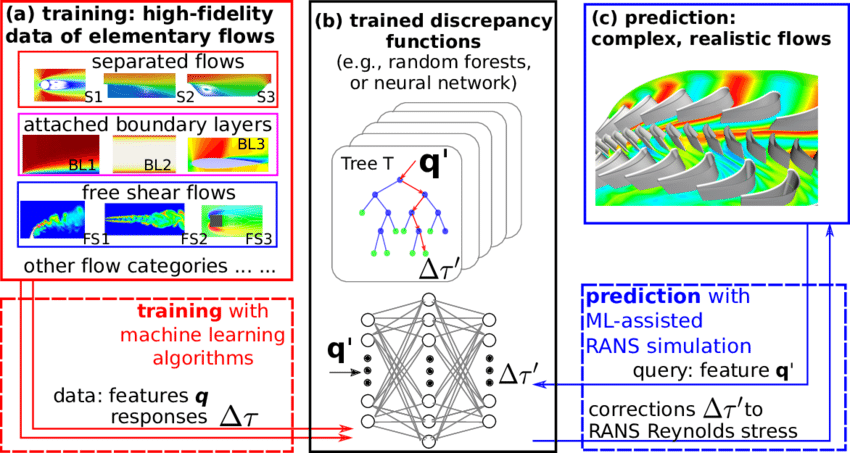 (a) training: high-fidelity
data of elementary flows
separated flows
S1
S2
S3
attached boundary layers
BL1
BL2
BL3
free shear flows
FS1
FS2
FS3
other flow categories ... ...
training with
machine learning
algorithms
data: features q
responses Δτ
(b) trained discrepancy
functions
(e.g., random forests,
or neural network)
Tree T
q'
Δτ′
q'
Δτ′
(c) prediction:
complex, realistic flows
prediction with
ML-assisted
RANS simulation
query: feature q'
corrections Δτ′ to
RANS Reynolds stress